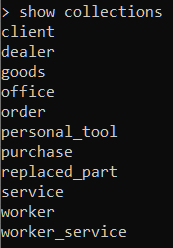 > show collections
client
dealer
goods
office
order
personal_tool
purchase
replaced_part
service
worker
worker_service